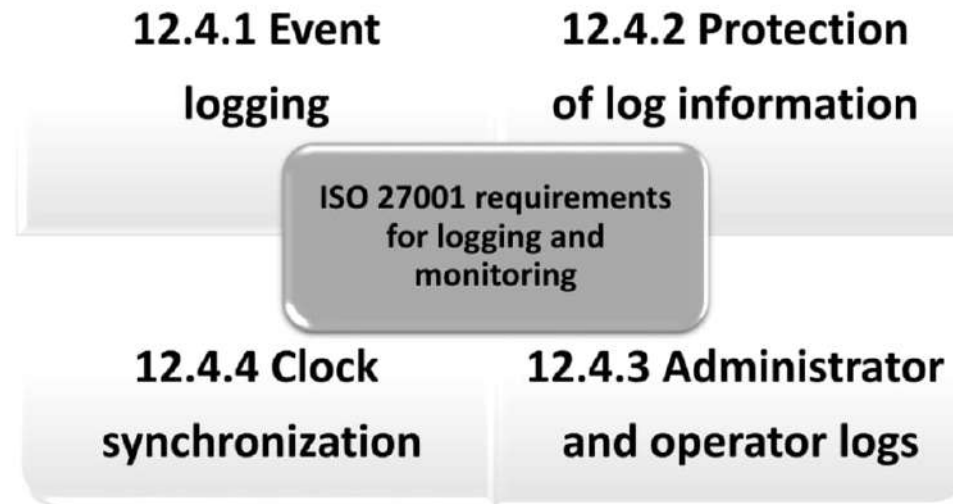 12.4.1 Event
logging
12.4.2 Protection
of log information
ISO 27001 requirements
for logging and
monitoring
12.4.4 Clock
synchronization
12.4.3 Administrator
and operator logs